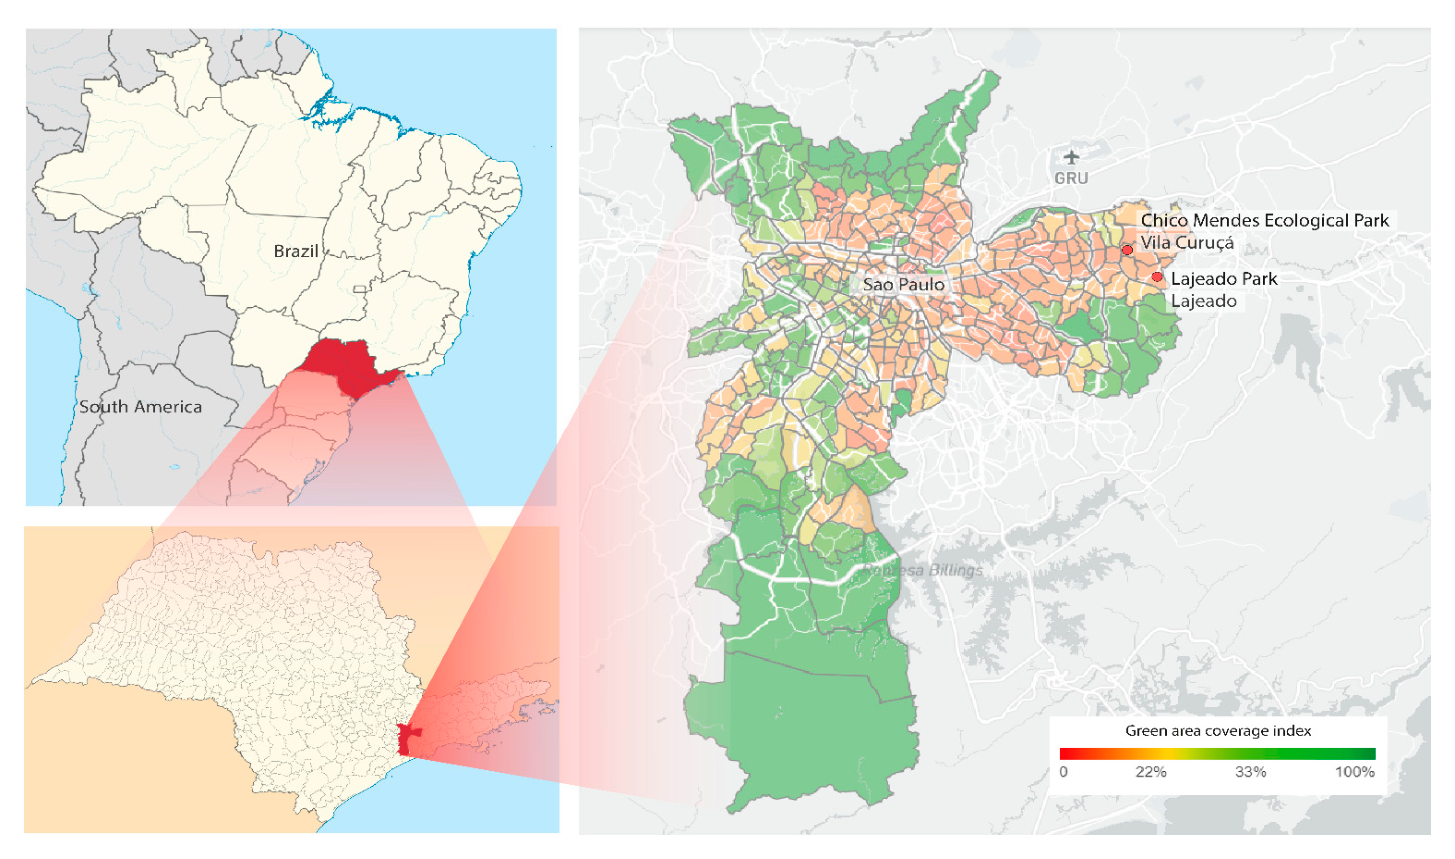 Brazil
South America
GRU
Chico Mendes Ecological Park
Vila Curuçá
Lajeado Park
Lajeado
Sao Paulo
Billings
Green area coverage index
0 22% 33% 100%